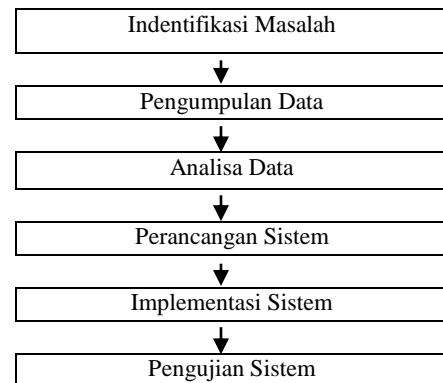 Indentifikasi Masalah
Pengumpulan Data
Analisa Data
Perancangan Sistem
Implementasi Sistem
Pengujian Sistem